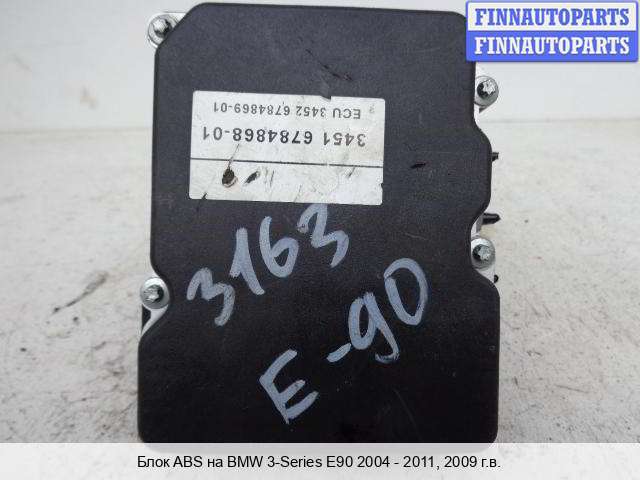 FINNAUTOPARTS
FINNAUTOPARTS
3451 6784868-01
ECU 3452 6784869-01
3163
E-90
Блок ABS на BMW 3-Series E90 2004 - 2011, 2009 г.в.